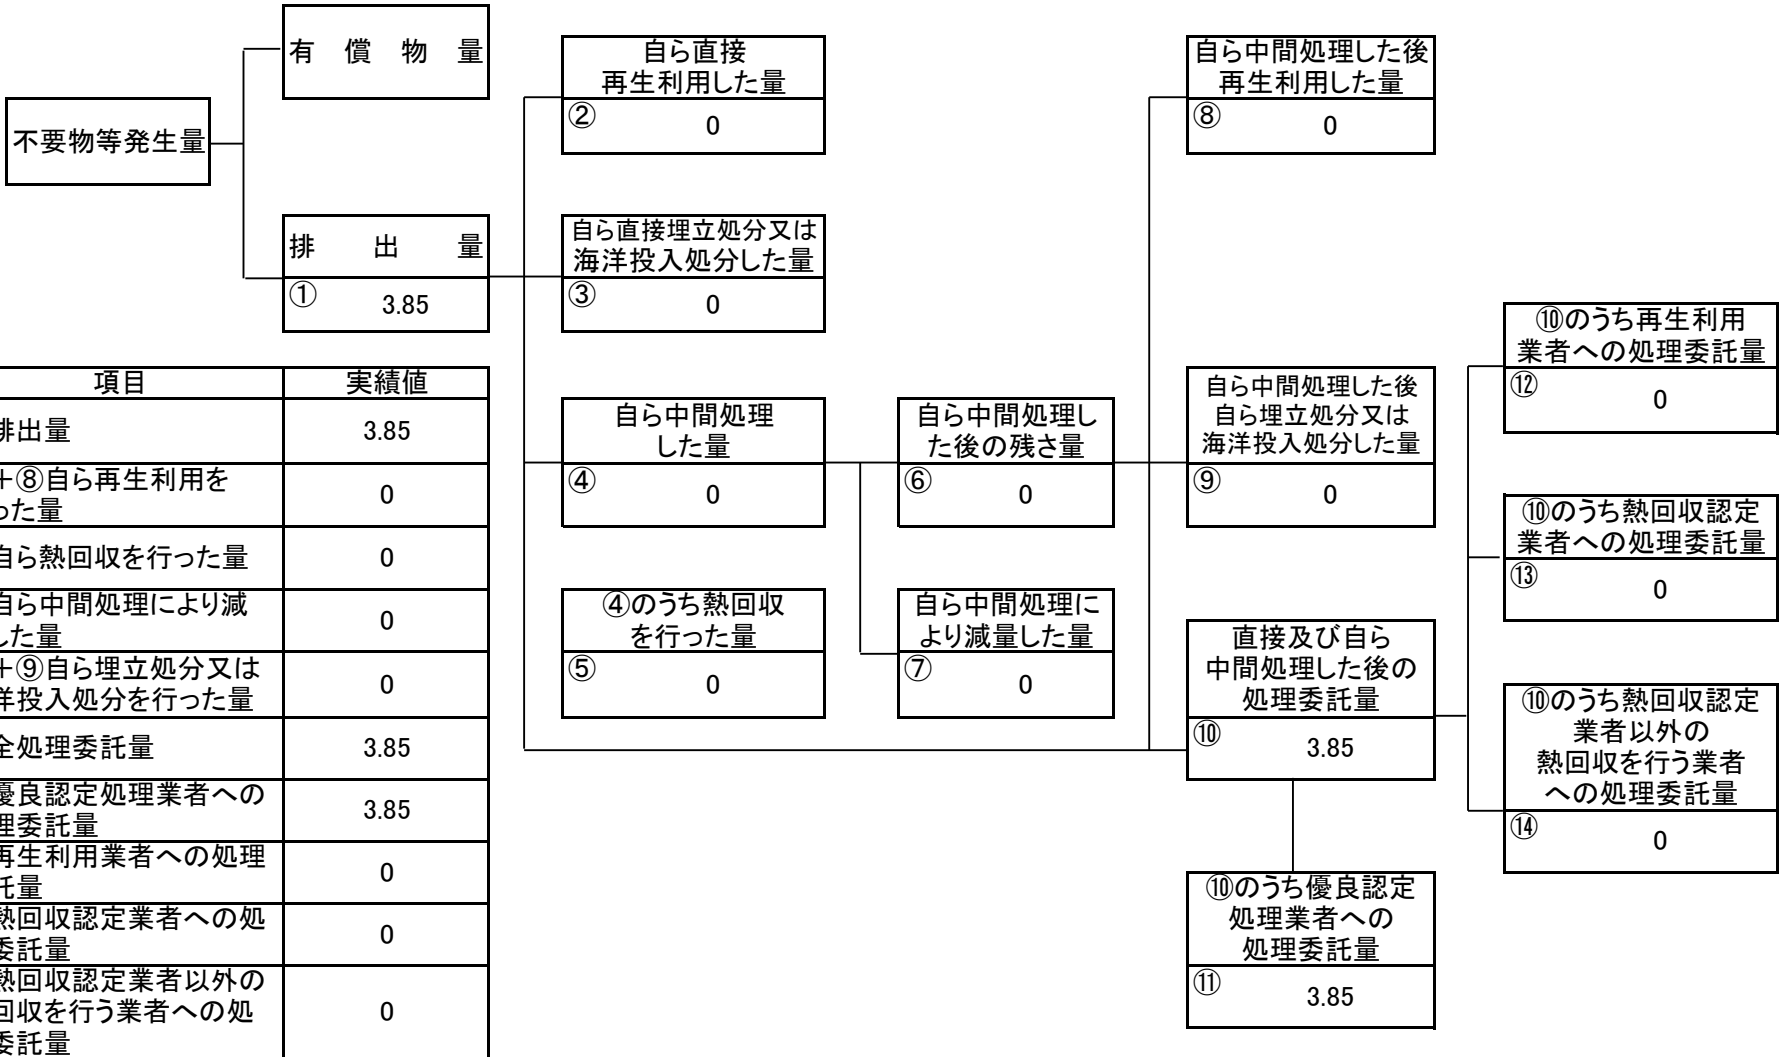 有 償 物 量
不要物等発生量
排 出 量
① 3.85
自ら直接
再生利用した量
② 0
自ら直接埋立処分又は
海洋投入処分した量
③ 0
自ら中間処理
した量
④ 0
④のうち熱回収
を行った量
⑤ 0
自ら中間処理し
た後の残さ量
⑥ 0
自ら中間処理に
より減量した量
⑦ 0
自ら中間処理した後
再生利用した量
⑧ 0
自ら中間処理した後
自ら埋立処分又は
海洋投入処分した量
⑨ 0
直接及び自ら
中間処理した後の
処理委託量
⑩ 3.85
⑩のうち優良認定
処理業者への
処理委託量
⑪ 3.85
⑩のうち再生利用
業者への処理委託量
⑫ 0
⑩のうち熱回収認定
業者への処理委託量
⑬ 0
⑩のうち熱回収認定
業者以外の
熱回収を行う業者
への処理委託量
⑭ 0
項目 実績値
排出量 3.85
+⑧自ら再生利用を
った量 0
自ら熱回収を行った量 0
自ら中間処理により減
した量 0
+⑨自ら埋立処分又は
洋投入処分を行った量 0
全処理委託量 3.85
優良認定処理業者への
理委託量 3.85
再生利用業者への処理
託量 0
熱回収認定業者への処
委託量 0
熱回収認定業者以外の
回収を行う業者への処
委託量 0